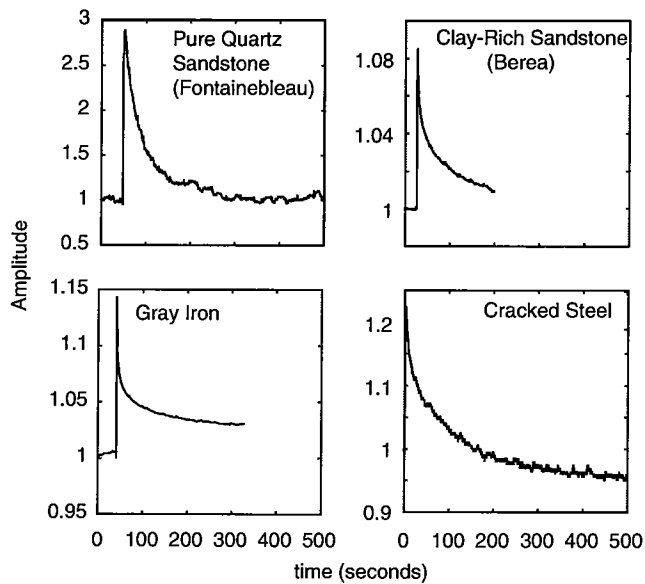 3
2.5
2
1.5
1
0.5
Pure Quartz
Sandstone
(Fontainebleau)
1.08
1.04
1
Clay-Rich Sandstone
(Berea)
Amplitude
1.15
1.1
1.05
1
0.95
Gray Iron
0 100 200 300 400 500
1.2
1.1
1
0.9
Cracked Steel
0 100 200 300 400 500
time (seconds)